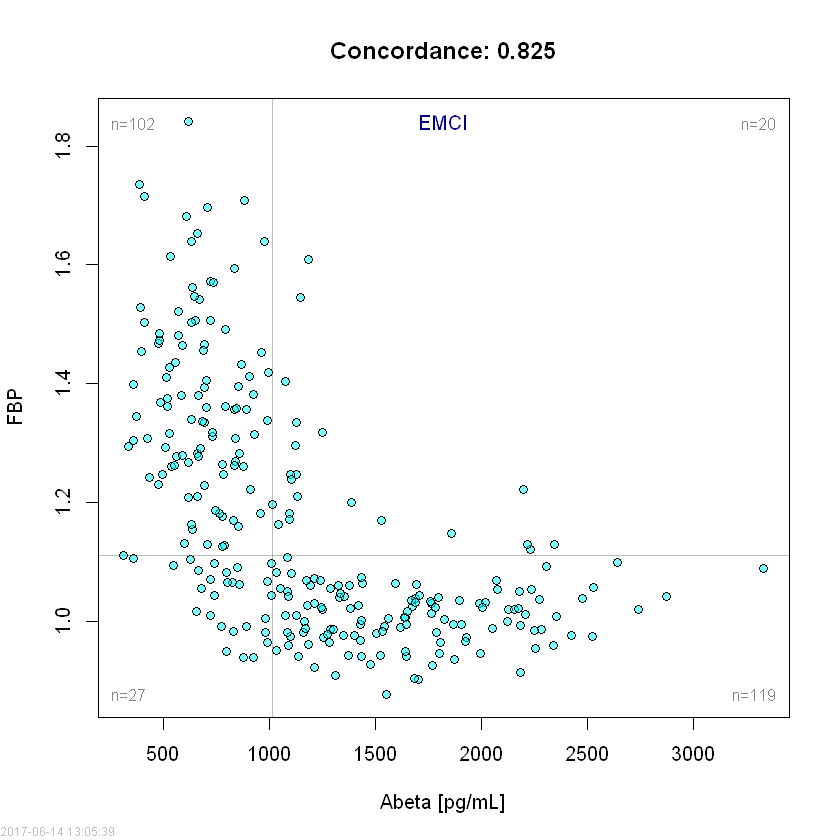 Concordance: 0.825
n=102
EMCI
n=20
FBP
1.8
1.6
1.4
1.2
1.0
n=27
n=119
500
1000
1500
2000
2500
3000
Abeta [pg/mL]
2017-06-14 13:05:39